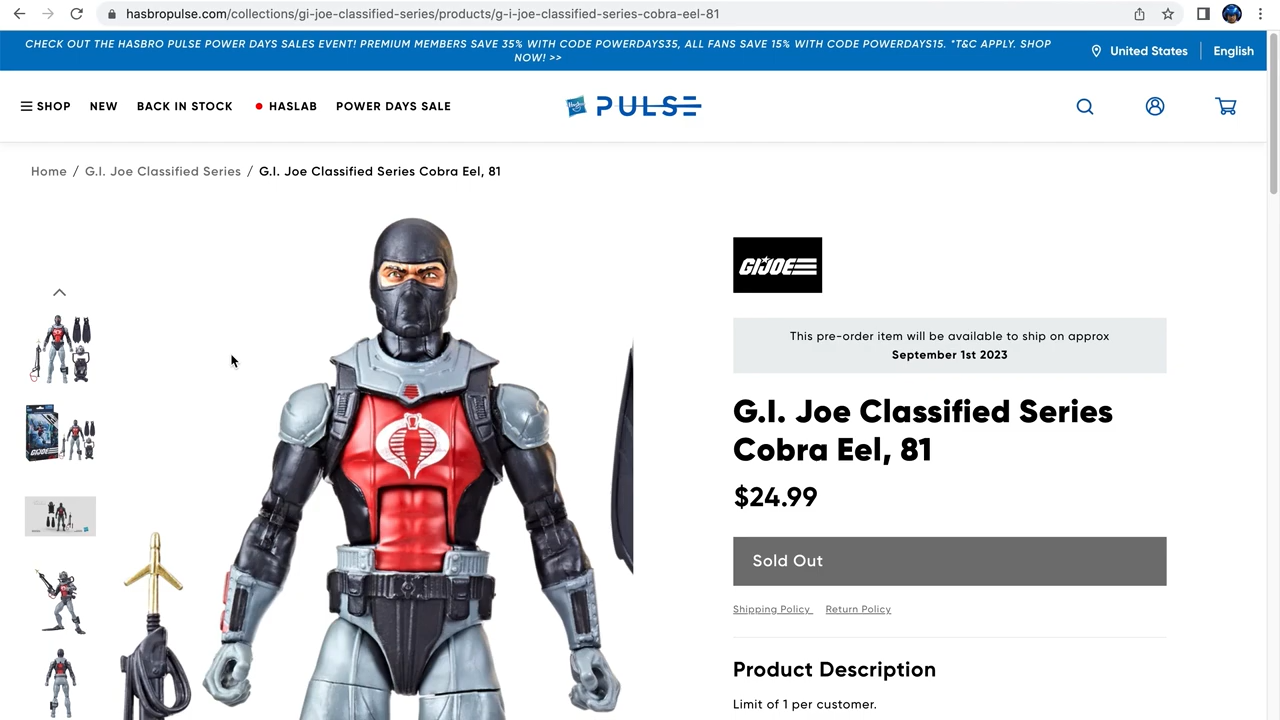 hasbropulse.com/collections/gi-joe-classified-series/products/g-i-joe-classified-series-cobra-eel-81
CHECK OUT THE HASBRO PULSE POWER DAYS SALES EVENT! PREMIUM MEMBERS SAVE 35% WITH CODE POWERDAYS35, ALL FANS SAVE 15% WITH CODE POWERDAYS15. *T&C APPLY. SHOP
NOW! >>
United States
English
SHOP
NEW
BACK IN STOCK
HASLAB
POWER DAYS SALE
Hasbro PULSE
Home / G.I. Joe Classified Series / G.I. Joe Classified Series Cobra Eel, 81
GIJOE
This pre-order item will be available to ship on approx
September 1st 2023
G.I. Joe Classified Series
Cobra Eel, 81
$24.99
Sold Out
Shipping Policy
Return Policy
Product Description
Limit of 1 per customer.